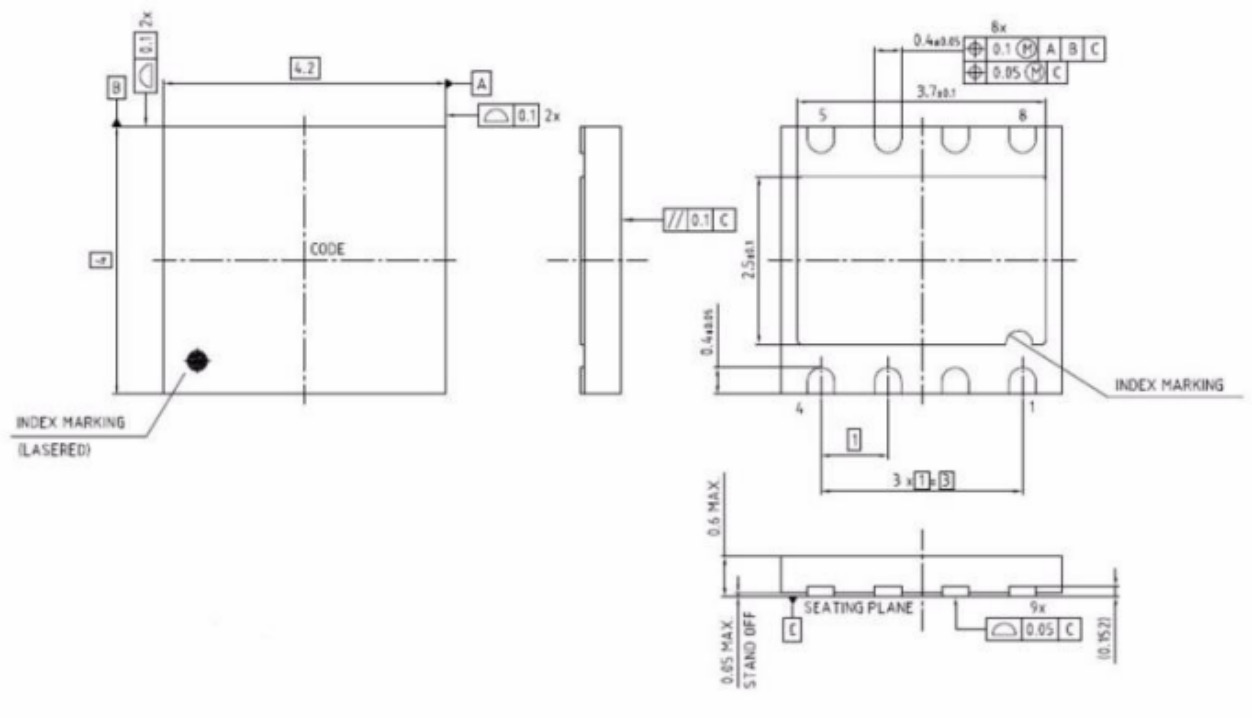 0.1 2x
4.2
B
A
0.1 2x
4
CODE
INDEX MARKING
(LASERED)
// 0.1 C
8x
0.4±0.05
0.1 Ⓜ A B C
0.05 Ⓜ C
3.7±0.1
5
8
2.5±0.1
0.4±0.05
INDEX MARKING
4
1
1
3 x 1 = 3
0.6 MAX.
SEATING PLANE
9x
C
0.05 C
0.05 MAX.
STAND OFF
(0.152)